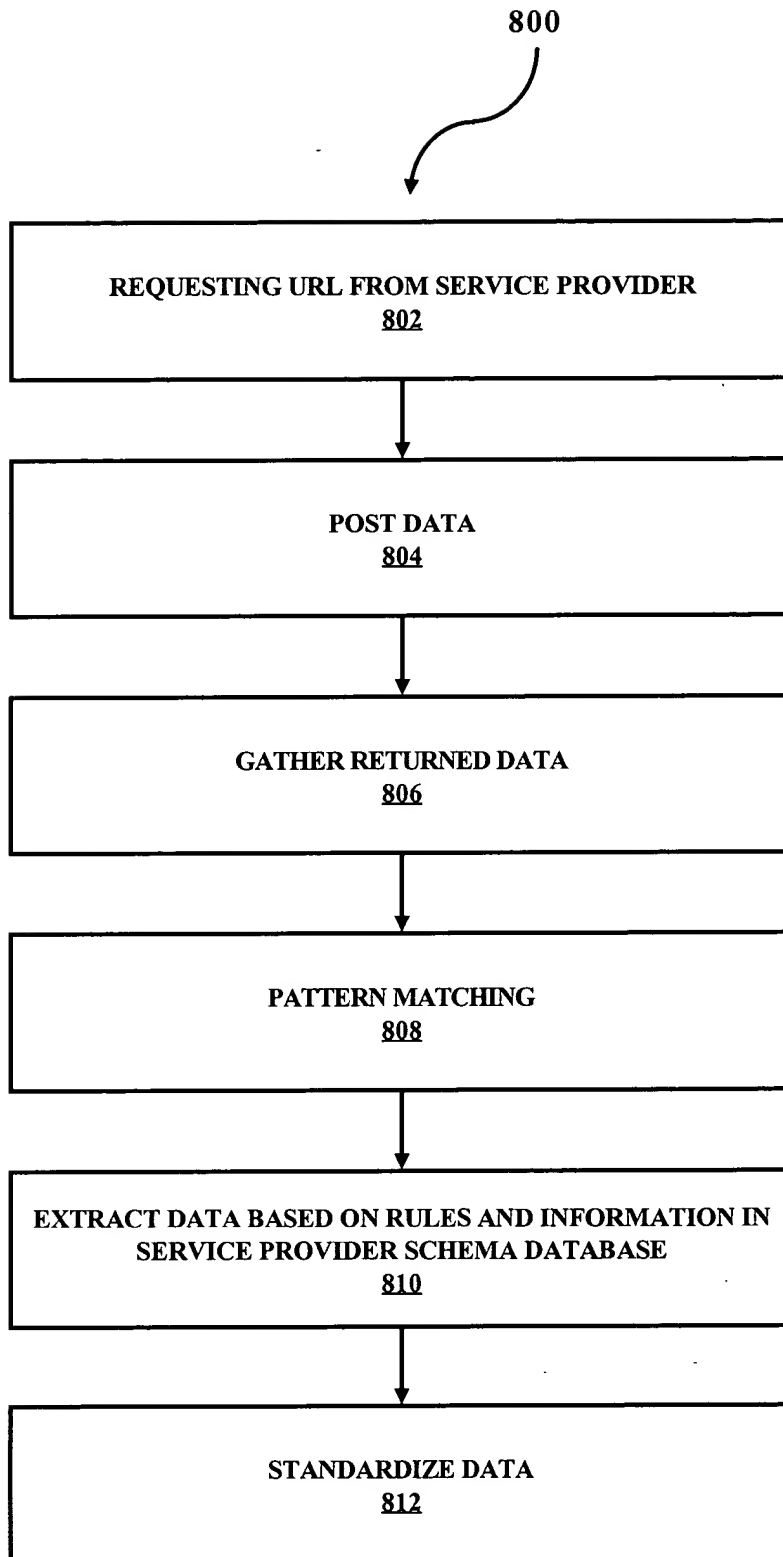 800
REQUESTING URL FROM SERVICE PROVIDER
802
POST DATA
804
GATHER RETURNED DATA
806
PATTERN MATCHING
808
EXTRACT DATA BASED ON RULES AND INFORMATION IN
SERVICE PROVIDER SCHEMA DATABASE
810
STANDARDIZE DATA
812